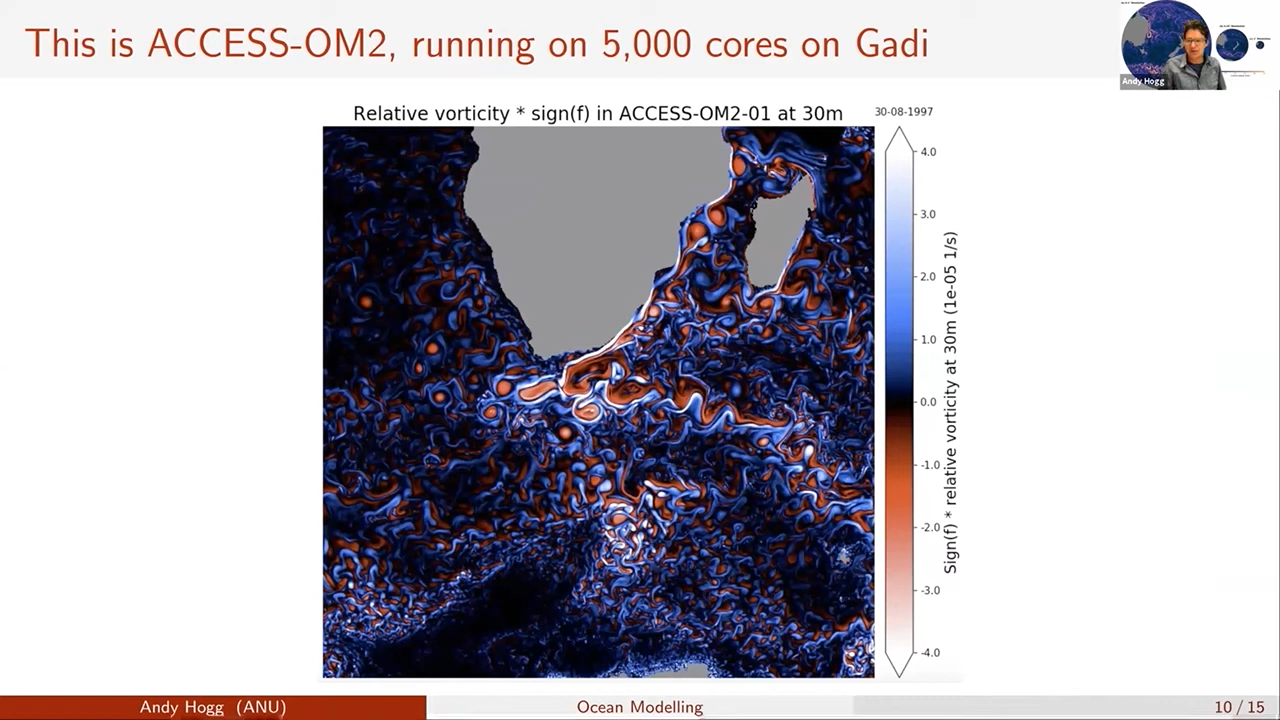 This is ACCESS-OM2, running on 5,000 cores on Gadi
Andy Hogg
Relative vorticity * sign(f) in ACCESS-OM2-01 at 30m
30-08-1997
4.0
3.0
2.0
1.0
0.0
-1.0
-2.0
-3.0
-4.0
Sign(f) * relative vorticity at 30m (1e-05 1/s)
Andy Hogg (ANU)
Ocean Modelling
10 / 15